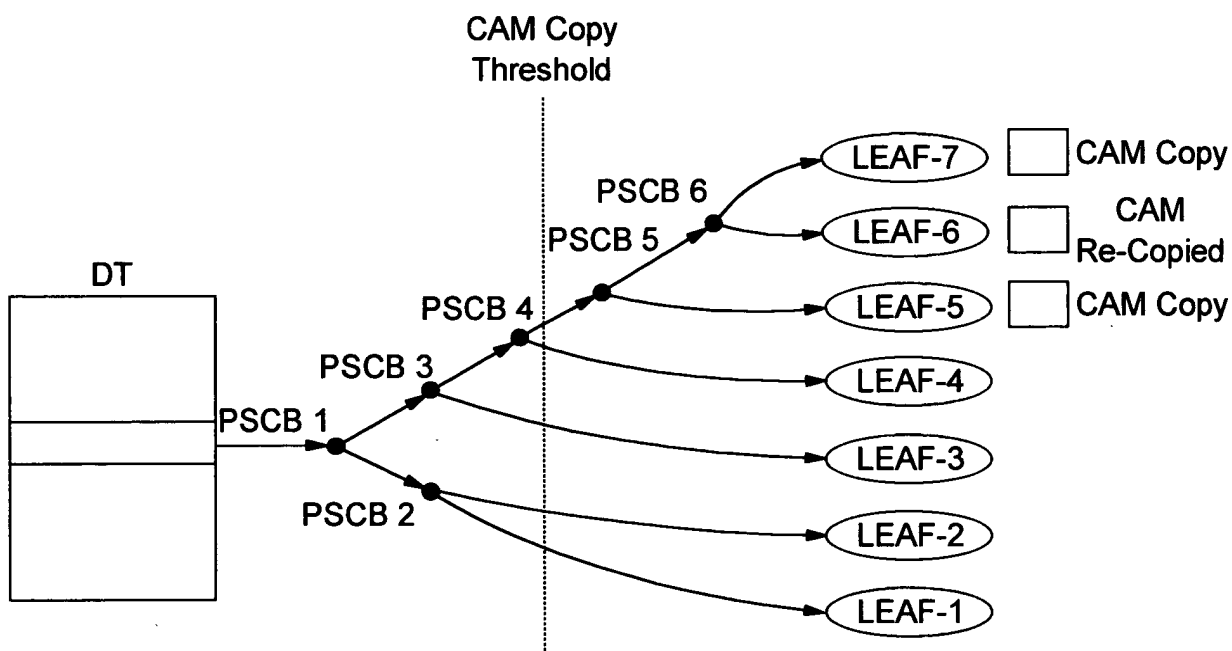 CAM Copy
Threshold
LEAF-7
CAM Copy
PSCB 6
LEAF-6
CAM
Re-Copied
PSCB 5
DT
LEAF-5
CAM Copy
PSCB 4
PSCB 3
LEAF-4
PSCB 1
LEAF-3
PSCB 2
LEAF-2
LEAF-1